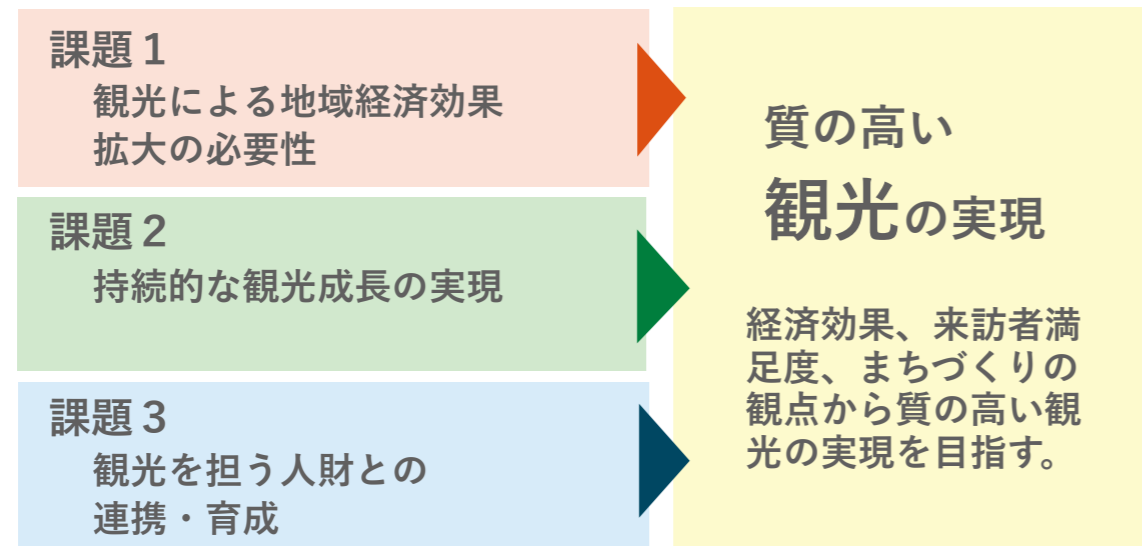 課題１
観光による地域経済効果
拡大の必要性
課題２
持続的な観光成長の実現
課題３
観光を担う人財との
連携・育成
質の高い
観光の実現
経済効果、来訪者満
足度、まちづくりの
観点から質の高い観
光の実現を目指す。